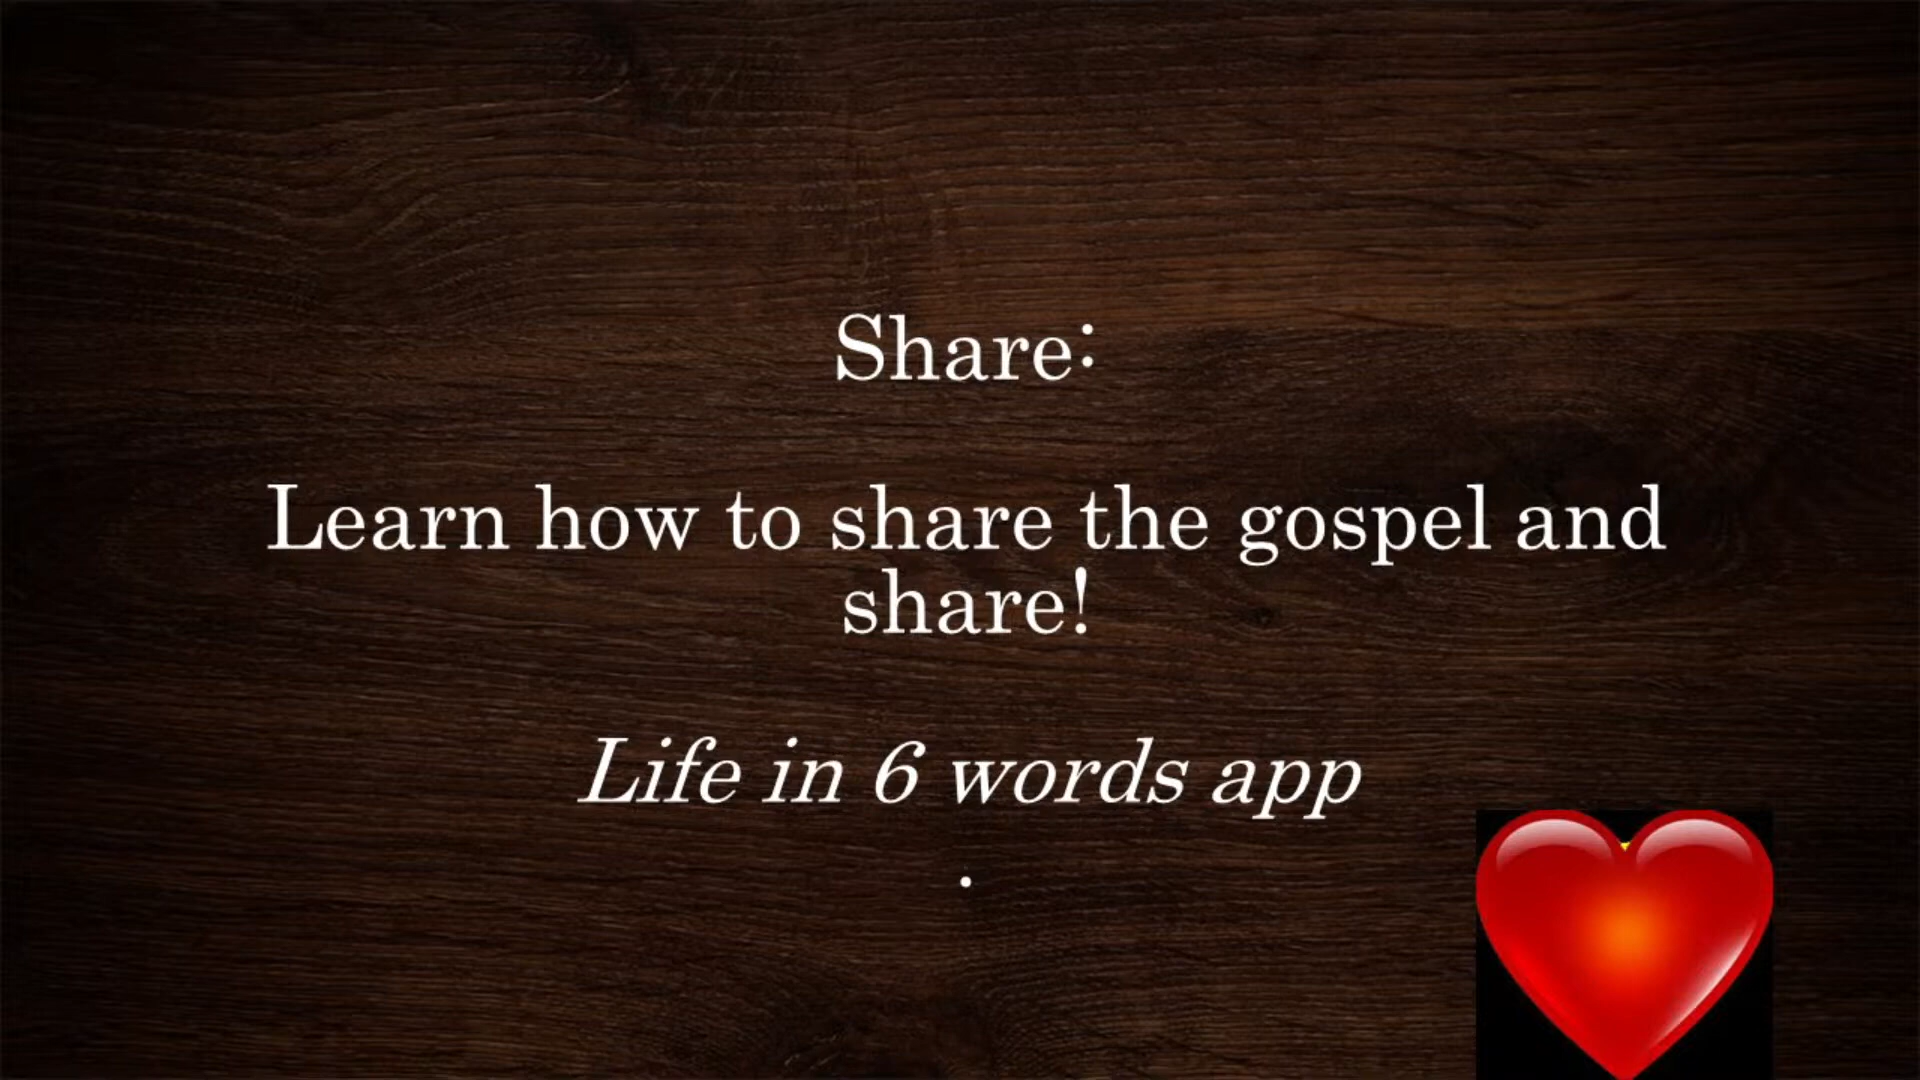 Share:
Learn how to share the gospel and
share!
Life in 6 words app
.